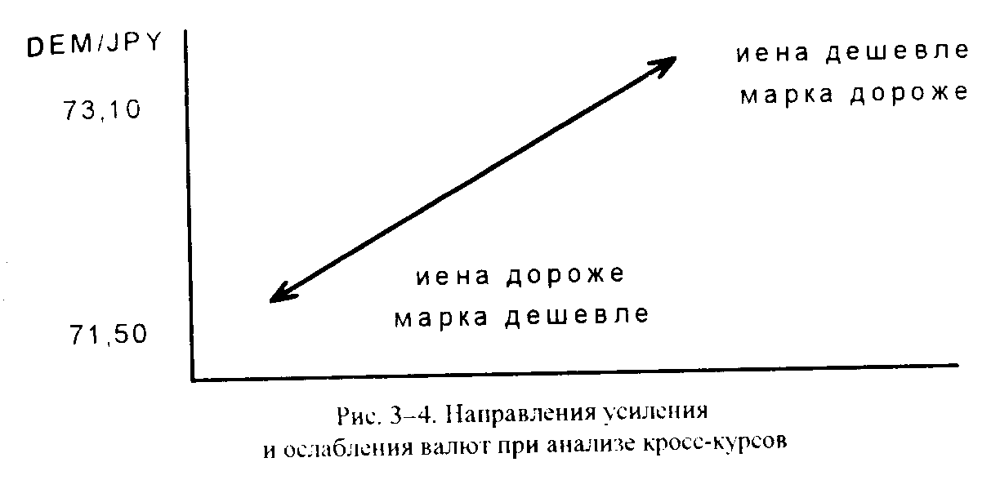 DEM/JPY
иена дешевле
73,10
марка дороже
иена дороже
марка дешевле
71,50
Рис. 3–4. Направления усиления
и ослабления валют при анализе кросс-курсов